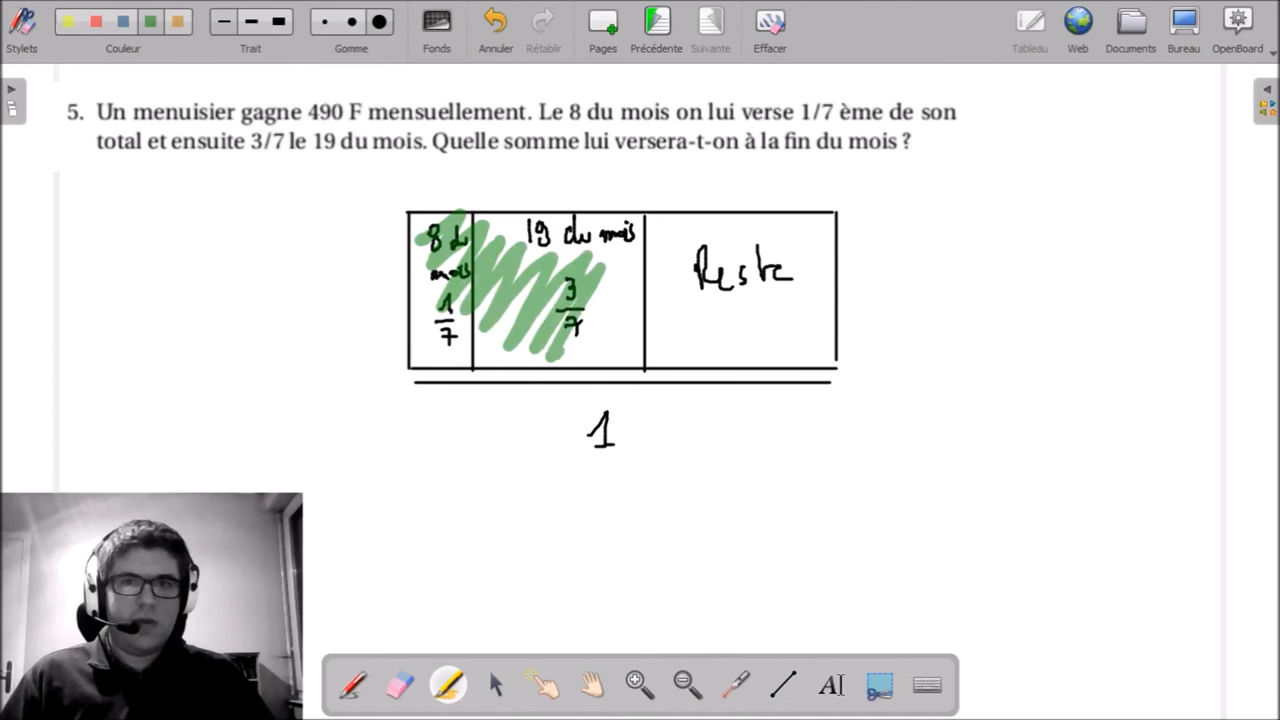 Stylets
Couleur
Trait
Gomme
Fonds
Annuler
Rétablir
Pages
Précédente
Suivante
Effacer
Tableau
Web
Documents
Bureau
OpenBoard
5. Un menuisier gagne 490 F mensuellement. Le 8 du mois on lui verse 1/7 ème de son
total et ensuite 3/7 le 19 du mois. Quelle somme lui versera-t-on à la fin du mois ?
8 du
mois
1
7
19 du mois
3
7
Reste
1
AI